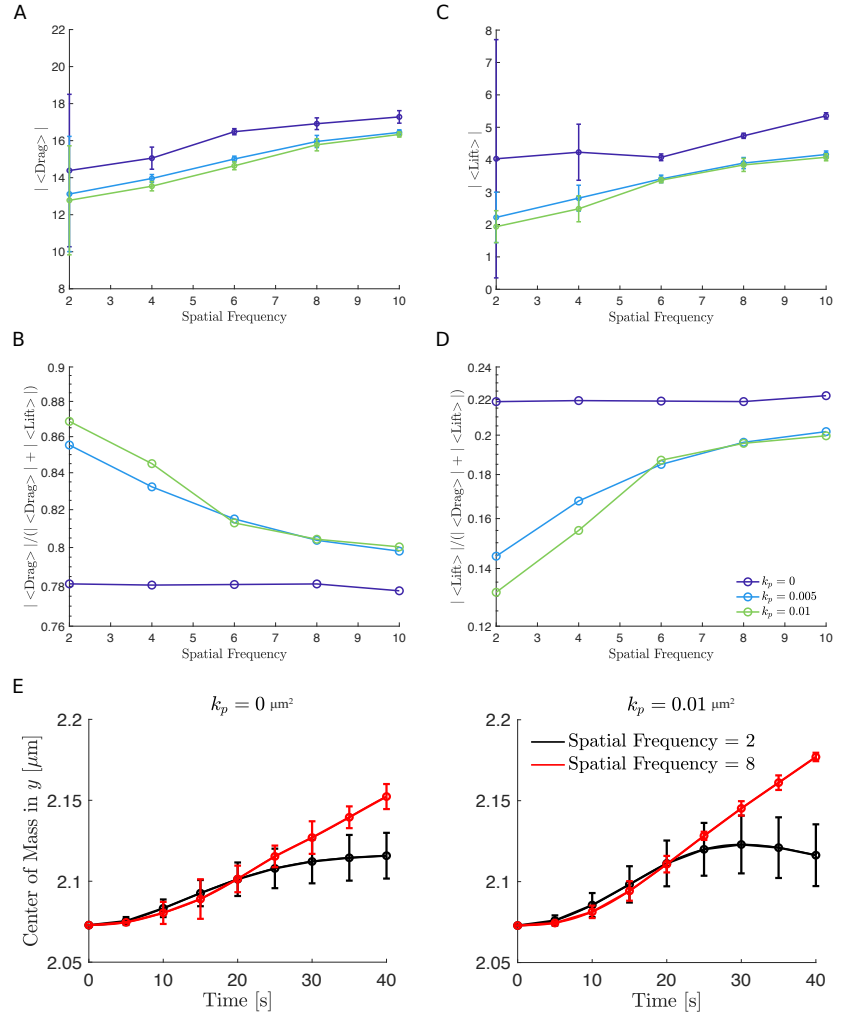 A
22
20
18
16
14
12
10
8
| <Drag> |
2 3 4 5 6 7 8 9 10
Spatial Frequency
C
8
7
6
5
4
3
2
1
0
| <Lift> |
2 3 4 5 6 7 8 9 10
Spatial Frequency
B
0.9
0.88
0.86
0.84
0.82
0.8
0.78
0.76
| <Drag> |/(| <Drag> | + | <Lift> |)
2 3 4 5 6 7 8 9 10
Spatial Frequency
D
0.24
0.22
0.2
0.18
0.16
0.14
0.12
| <Lift> |/(| <Drag> | + | <Lift> |)
k_p = 0
k_p = 0.005
k_p = 0.01
2 3 4 5 6 7 8 9 10
Spatial Frequency
E
k_p = 0 μm²
2.2
2.15
2.1
2.05
Center of Mass in y [μm]
0 10 20 30 40
Time [s]
k_p = 0.01 μm²
Spatial Frequency = 2
Spatial Frequency = 8
2.2
2.15
2.1
2.05
0 10 20 30 40
Time [s]